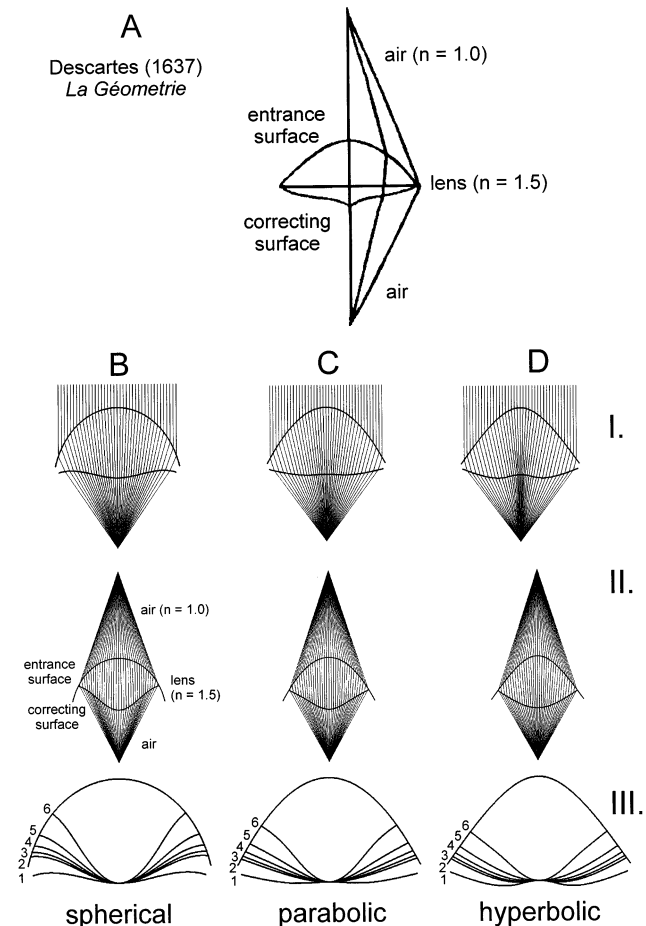 A
Descartes (1637)
La Géometrie
air (n = 1.0)
entrance
surface
lens (n = 1.5)
correcting
surface
air
B
C
D
I.
II.
air (n = 1.0)
entrance
surface
lens
(n = 1.5)
correcting
surface
air
III.
6
5
4
3
2
1
6
5
4
3
2
1
6
5
4
3
2
1
spherical
parabolic
hyperbolic